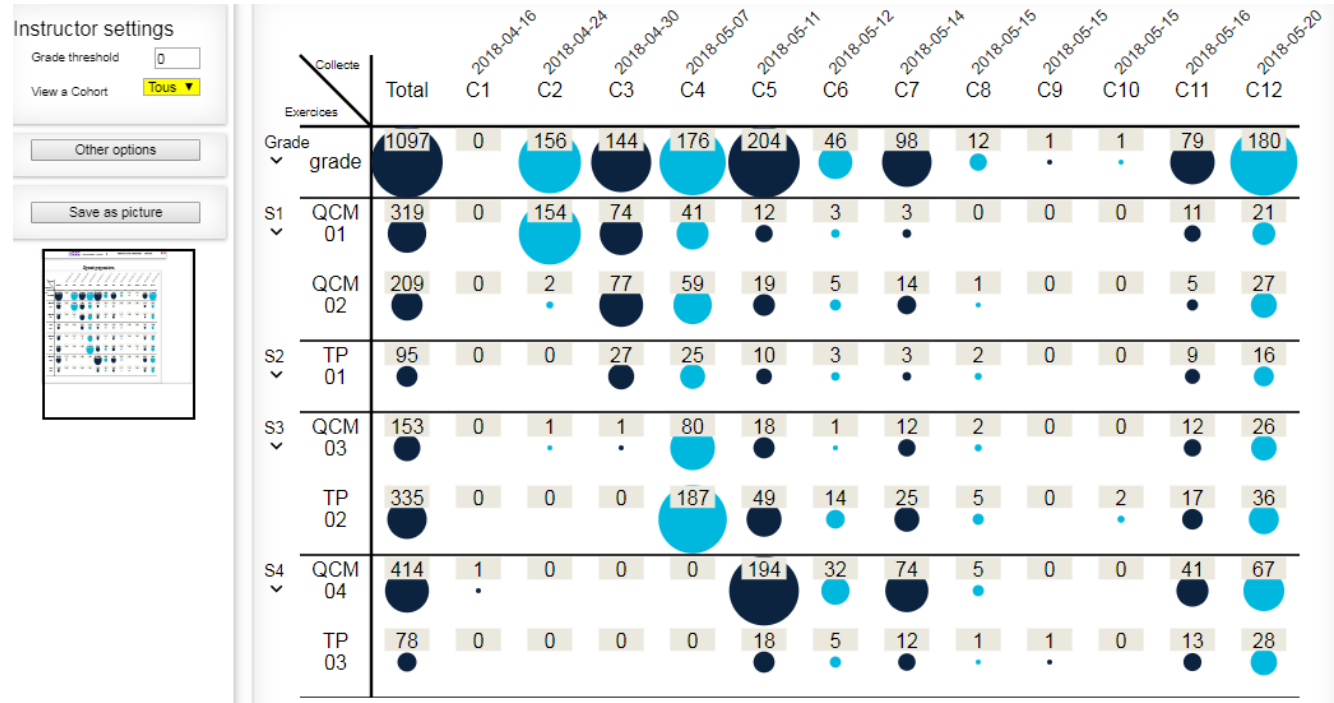 Instructor settings
Grade threshold 0
View a Cohort Tous ▼
Other options
Save as picture
2018-04-16 2018-04-24 2018-04-30 2018-05-07 2018-05-11 2018-05-12 2018-05-14 2018-05-15 2018-05-15 2018-05-15 2018-05-16 2018-05-20
Collecte
Exercices
Total C1 C2 C3 C4 C5 C6 C7 C8 C9 C10 C11 C12
Grade
grade 1097 0 156 144 176 204 46 98 12 1 1 79 180
S1 QCM 319 0 154 74 41 12 3 3 0 0 0 11 21
01
QCM 209 0 2 77 59 19 5 14 1 0 0 5 27
02
S2 TP 95 0 0 27 25 10 3 3 2 0 0 9 16
01
S3 QCM 153 0 1 1 80 18 1 12 2 0 0 12 26
03
TP 335 0 0 0 187 49 14 25 5 0 2 17 36
02
S4 QCM 414 1 0 0 0 194 32 74 5 0 0 41 67
04
TP 78 0 0 0 0 18 5 12 1 1 0 13 28
03